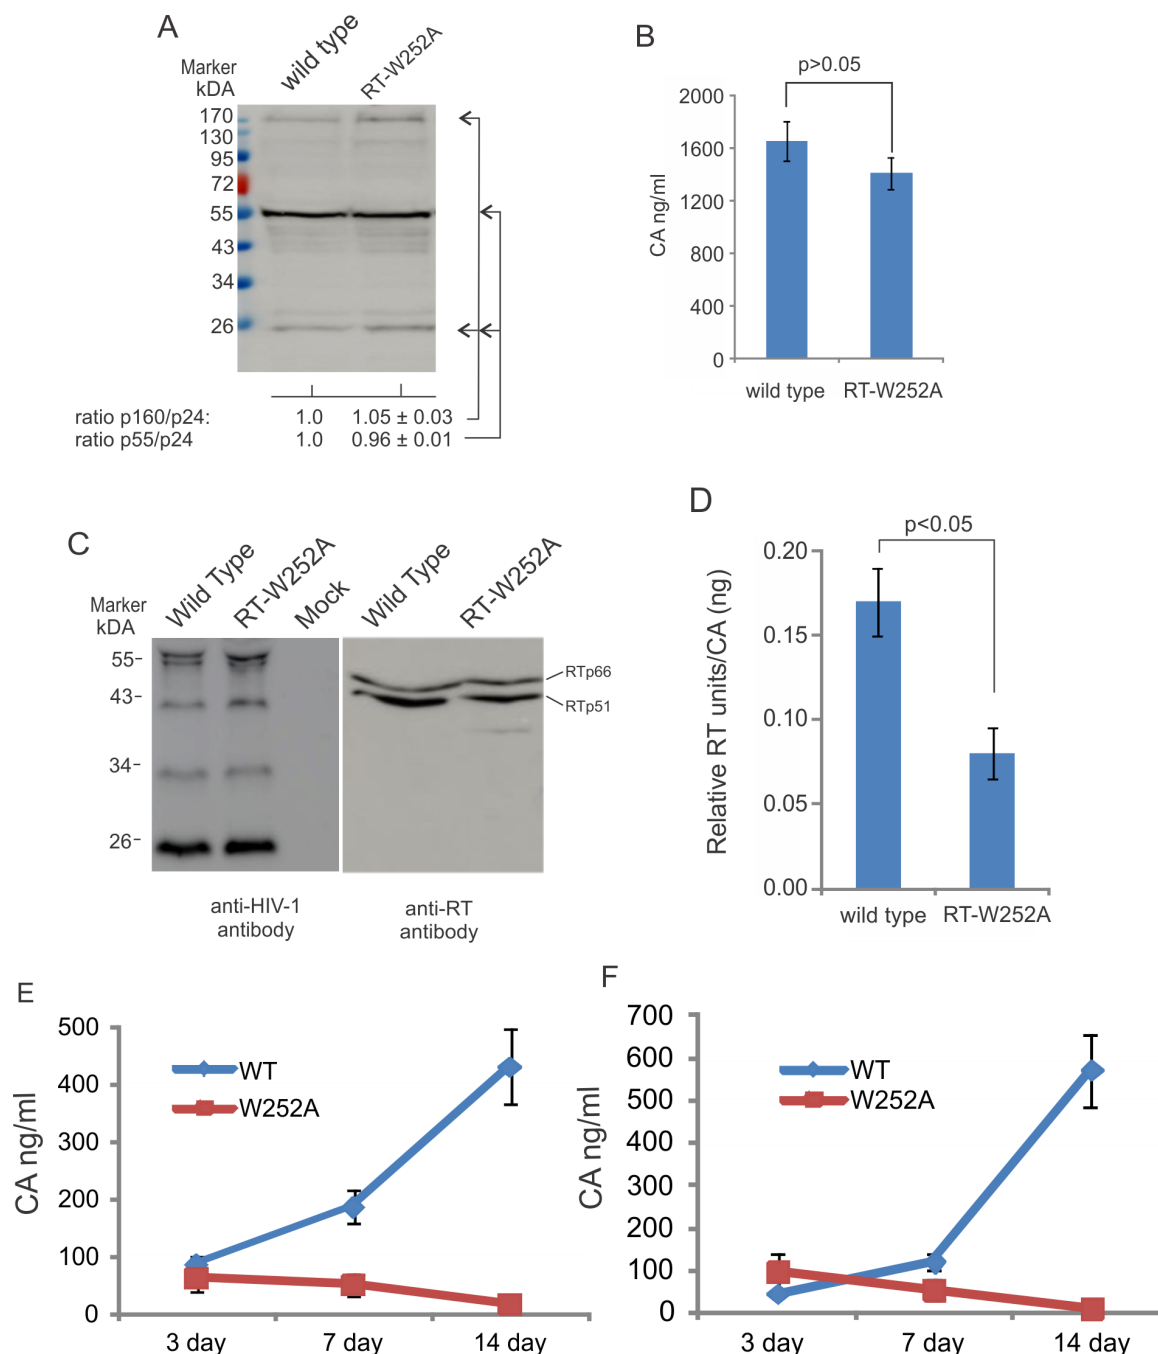 A
wild type
RT-W252A
Marker
kDA
170
130
95
72
55
43
34
26
ratio p160/p24: 1.0 1.05 ± 0.03
ratio p55/p24 1.0 0.96 ± 0.01
B
p>0.05
2000
1600
1200
800
400
0
CA ng/ml
wild type RT-W252A
C
Wild Type
RT-W252A
Mock
Wild Type
RT-W252A
Marker
kDA
55-
43-
34-
26-
RTp66
RTp51
anti-HIV-1
antibody
anti-RT
antibody
D
p<0.05
0.20
0.15
0.10
0.05
0.00
Relative RT units/CA (ng)
wild type RT-W252A
E
500
400
300
200
100
0
CA ng/ml
WT
W252A
3 day 7 day 14 day
F
700
600
500
400
300
200
100
0
CA ng/ml
WT
W252A
3 day 7 day 14 day